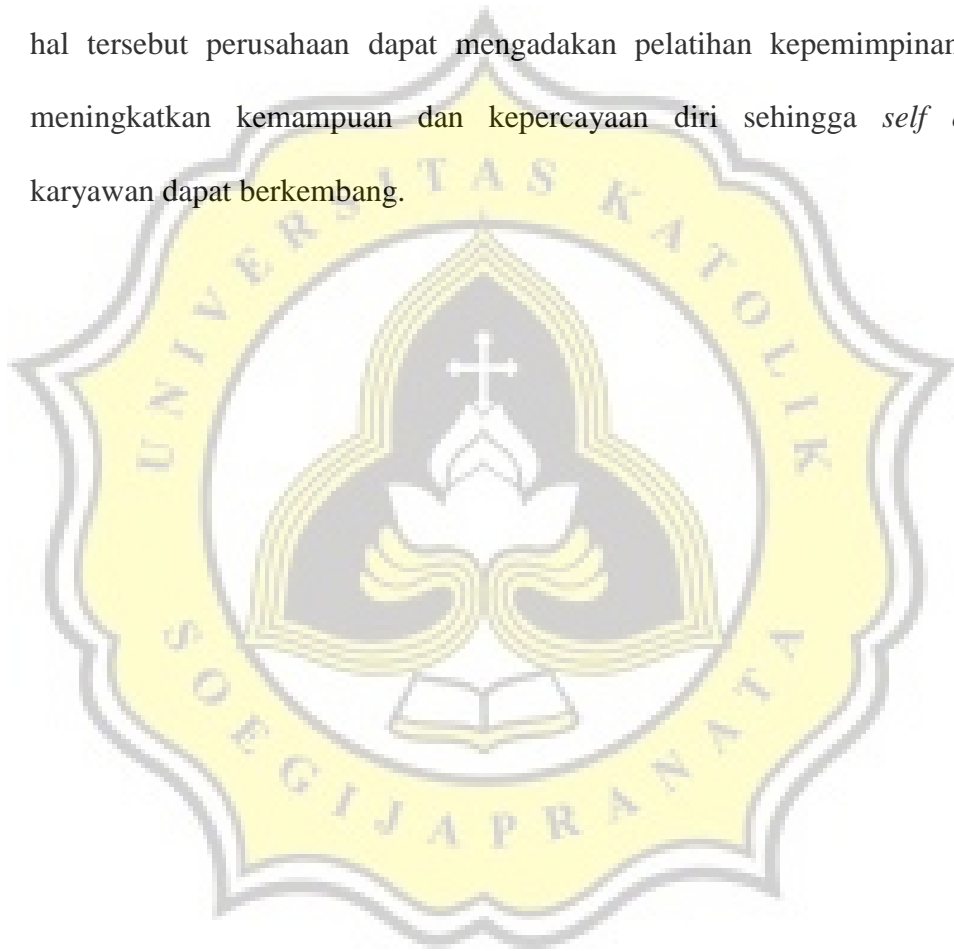 hal tersebut perusahaan dapat mengadakan pelatihan kepemimpinan
meningkatkan kemampuan dan kepercayaan diri sehingga self
karyawan dapat berkembang.
UNIVERSITAS KATOLIK
SOEGIJAPRANATA